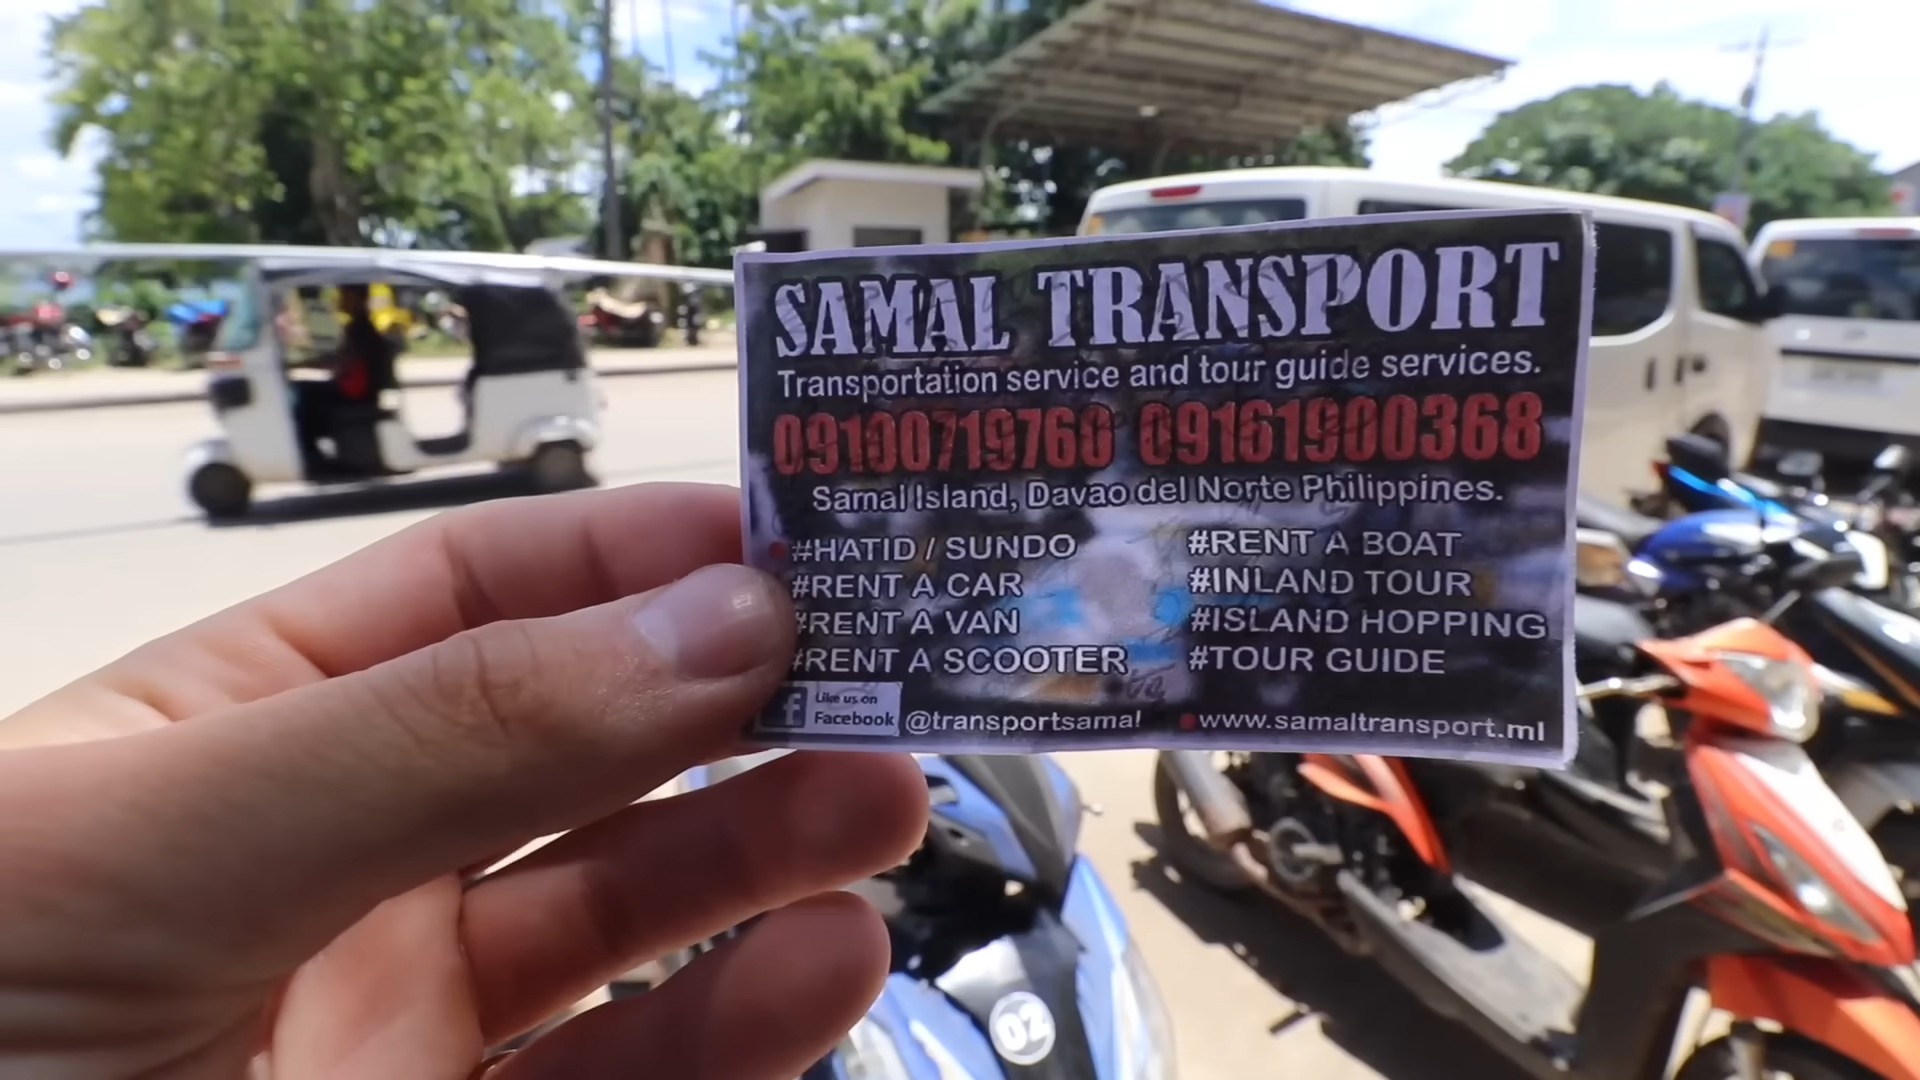 SAMAL TRANSPORT
Transportation service and tour guide services.
09100719760 09161900368
Samal Island, Davao del Norte Philippines.
#HATID / SUNDO
#RENT A CAR
#RENT A VAN
#RENT A SCOOTER
#RENT A BOAT
#INLAND TOUR
#ISLAND HOPPING
#TOUR GUIDE
f Like us on
Facebook @transportsamal
www.samaltransport.ml
02